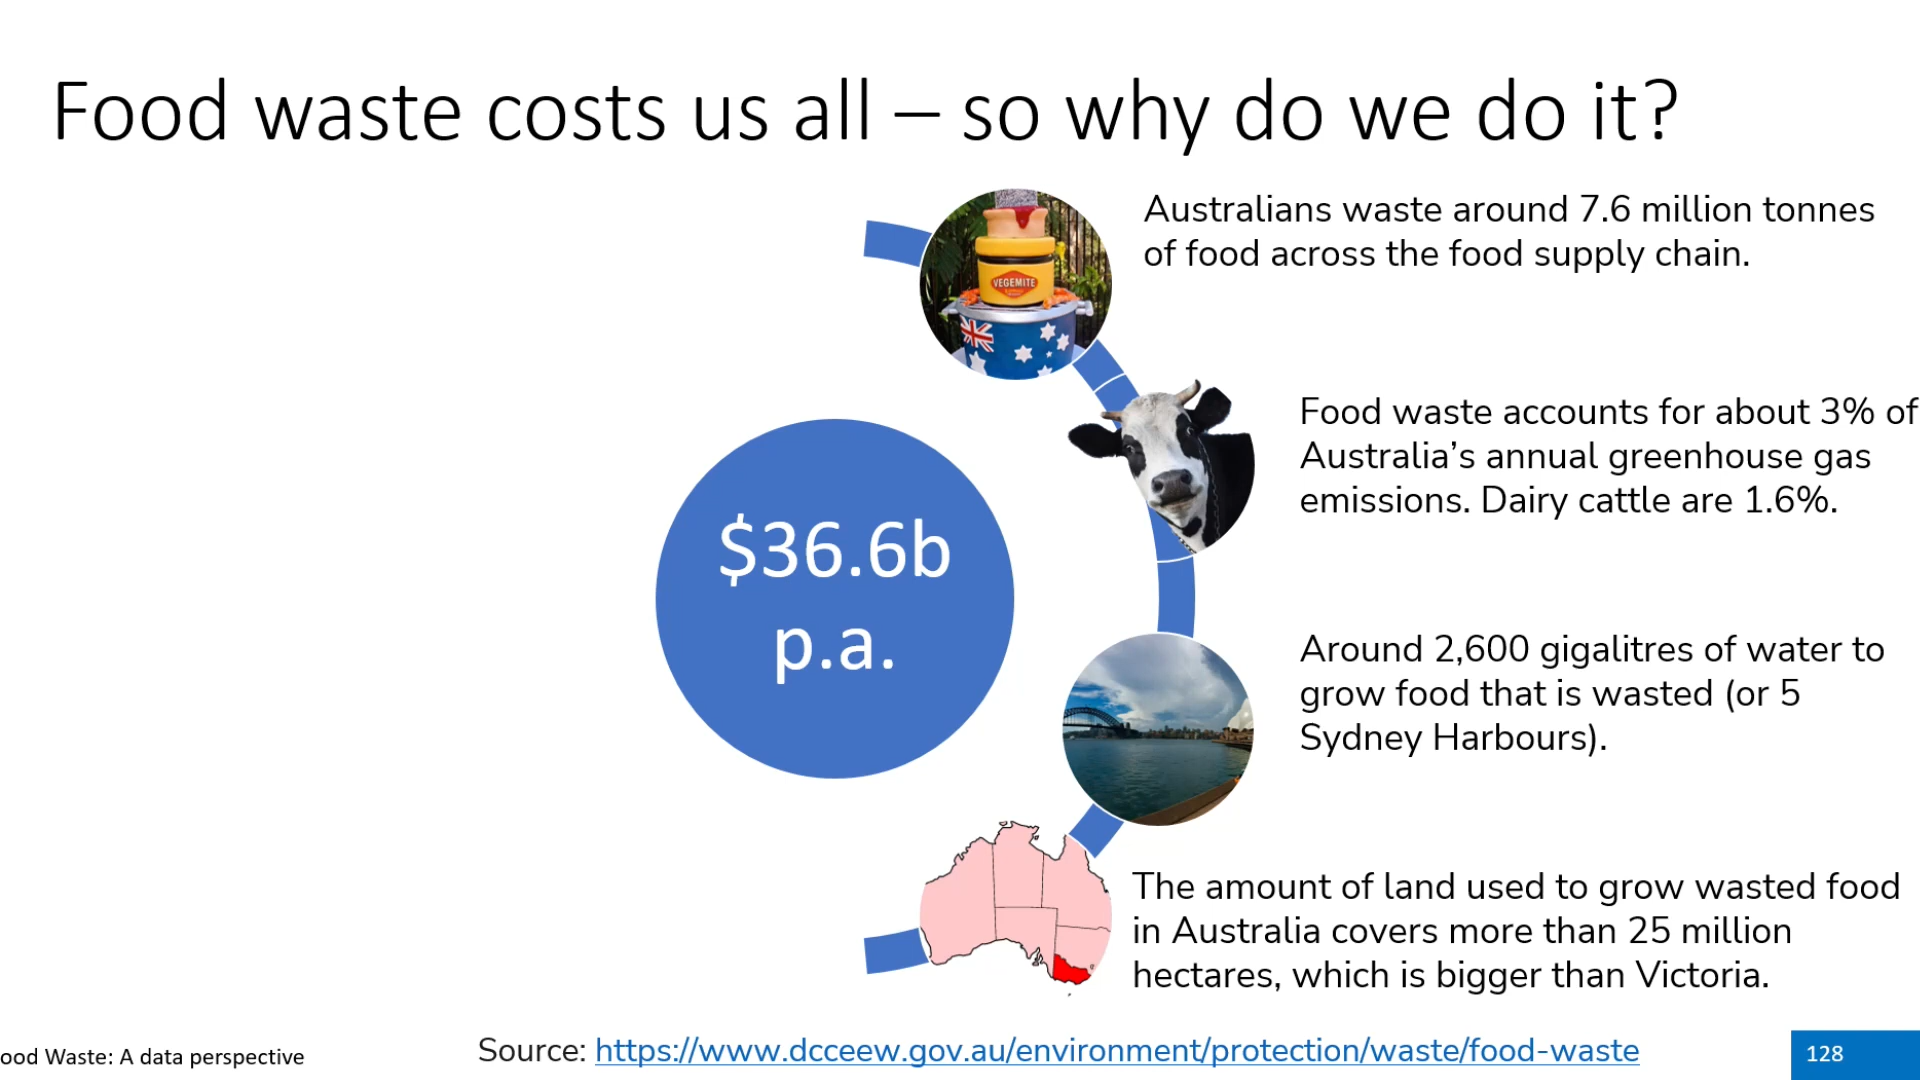 Food waste costs us all – so why do we do it?
Australians waste around 7.6 million tonnes
of food across the food supply chain.
VEGEMITE
Food waste accounts for about 3% of
Australia’s annual greenhouse gas
emissions. Dairy cattle are 1.6%.
$36.6b
p.a.
Around 2,600 gigalitres of water to
grow food that is wasted (or 5
Sydney Harbours).
The amount of land used to grow wasted food
in Australia covers more than 25 million
hectares, which is bigger than Victoria.
ood Waste: A data perspective
Source: https://www.dcceew.gov.au/environment/protection/waste/food-waste
128